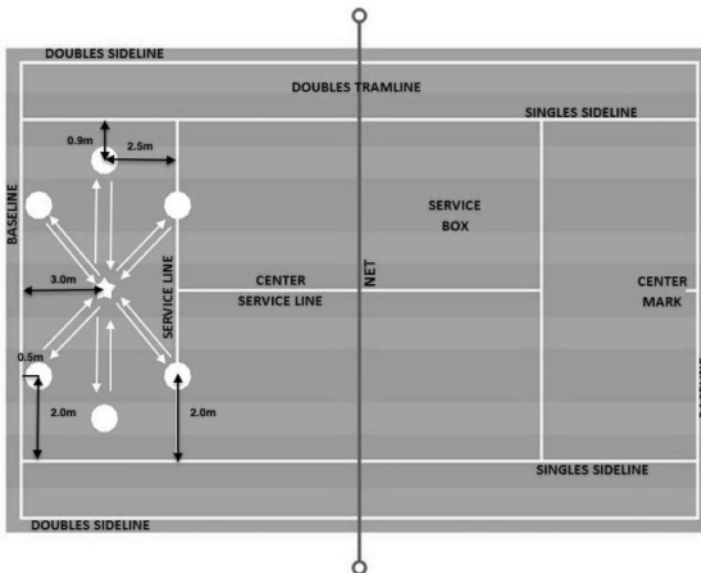 DOUBLES SIDELINE
DOUBLES TRAMLINE
SINGLES SIDELINE
0.9m
2.5m
BASELINE
SERVICE
BOX
3.0m
SERVICE LINE
CENTER
SERVICE LINE
NET
CENTER
MARK
0.5m
2.0m
2.0m
SINGLES SIDELINE
DOUBLES SIDELINE